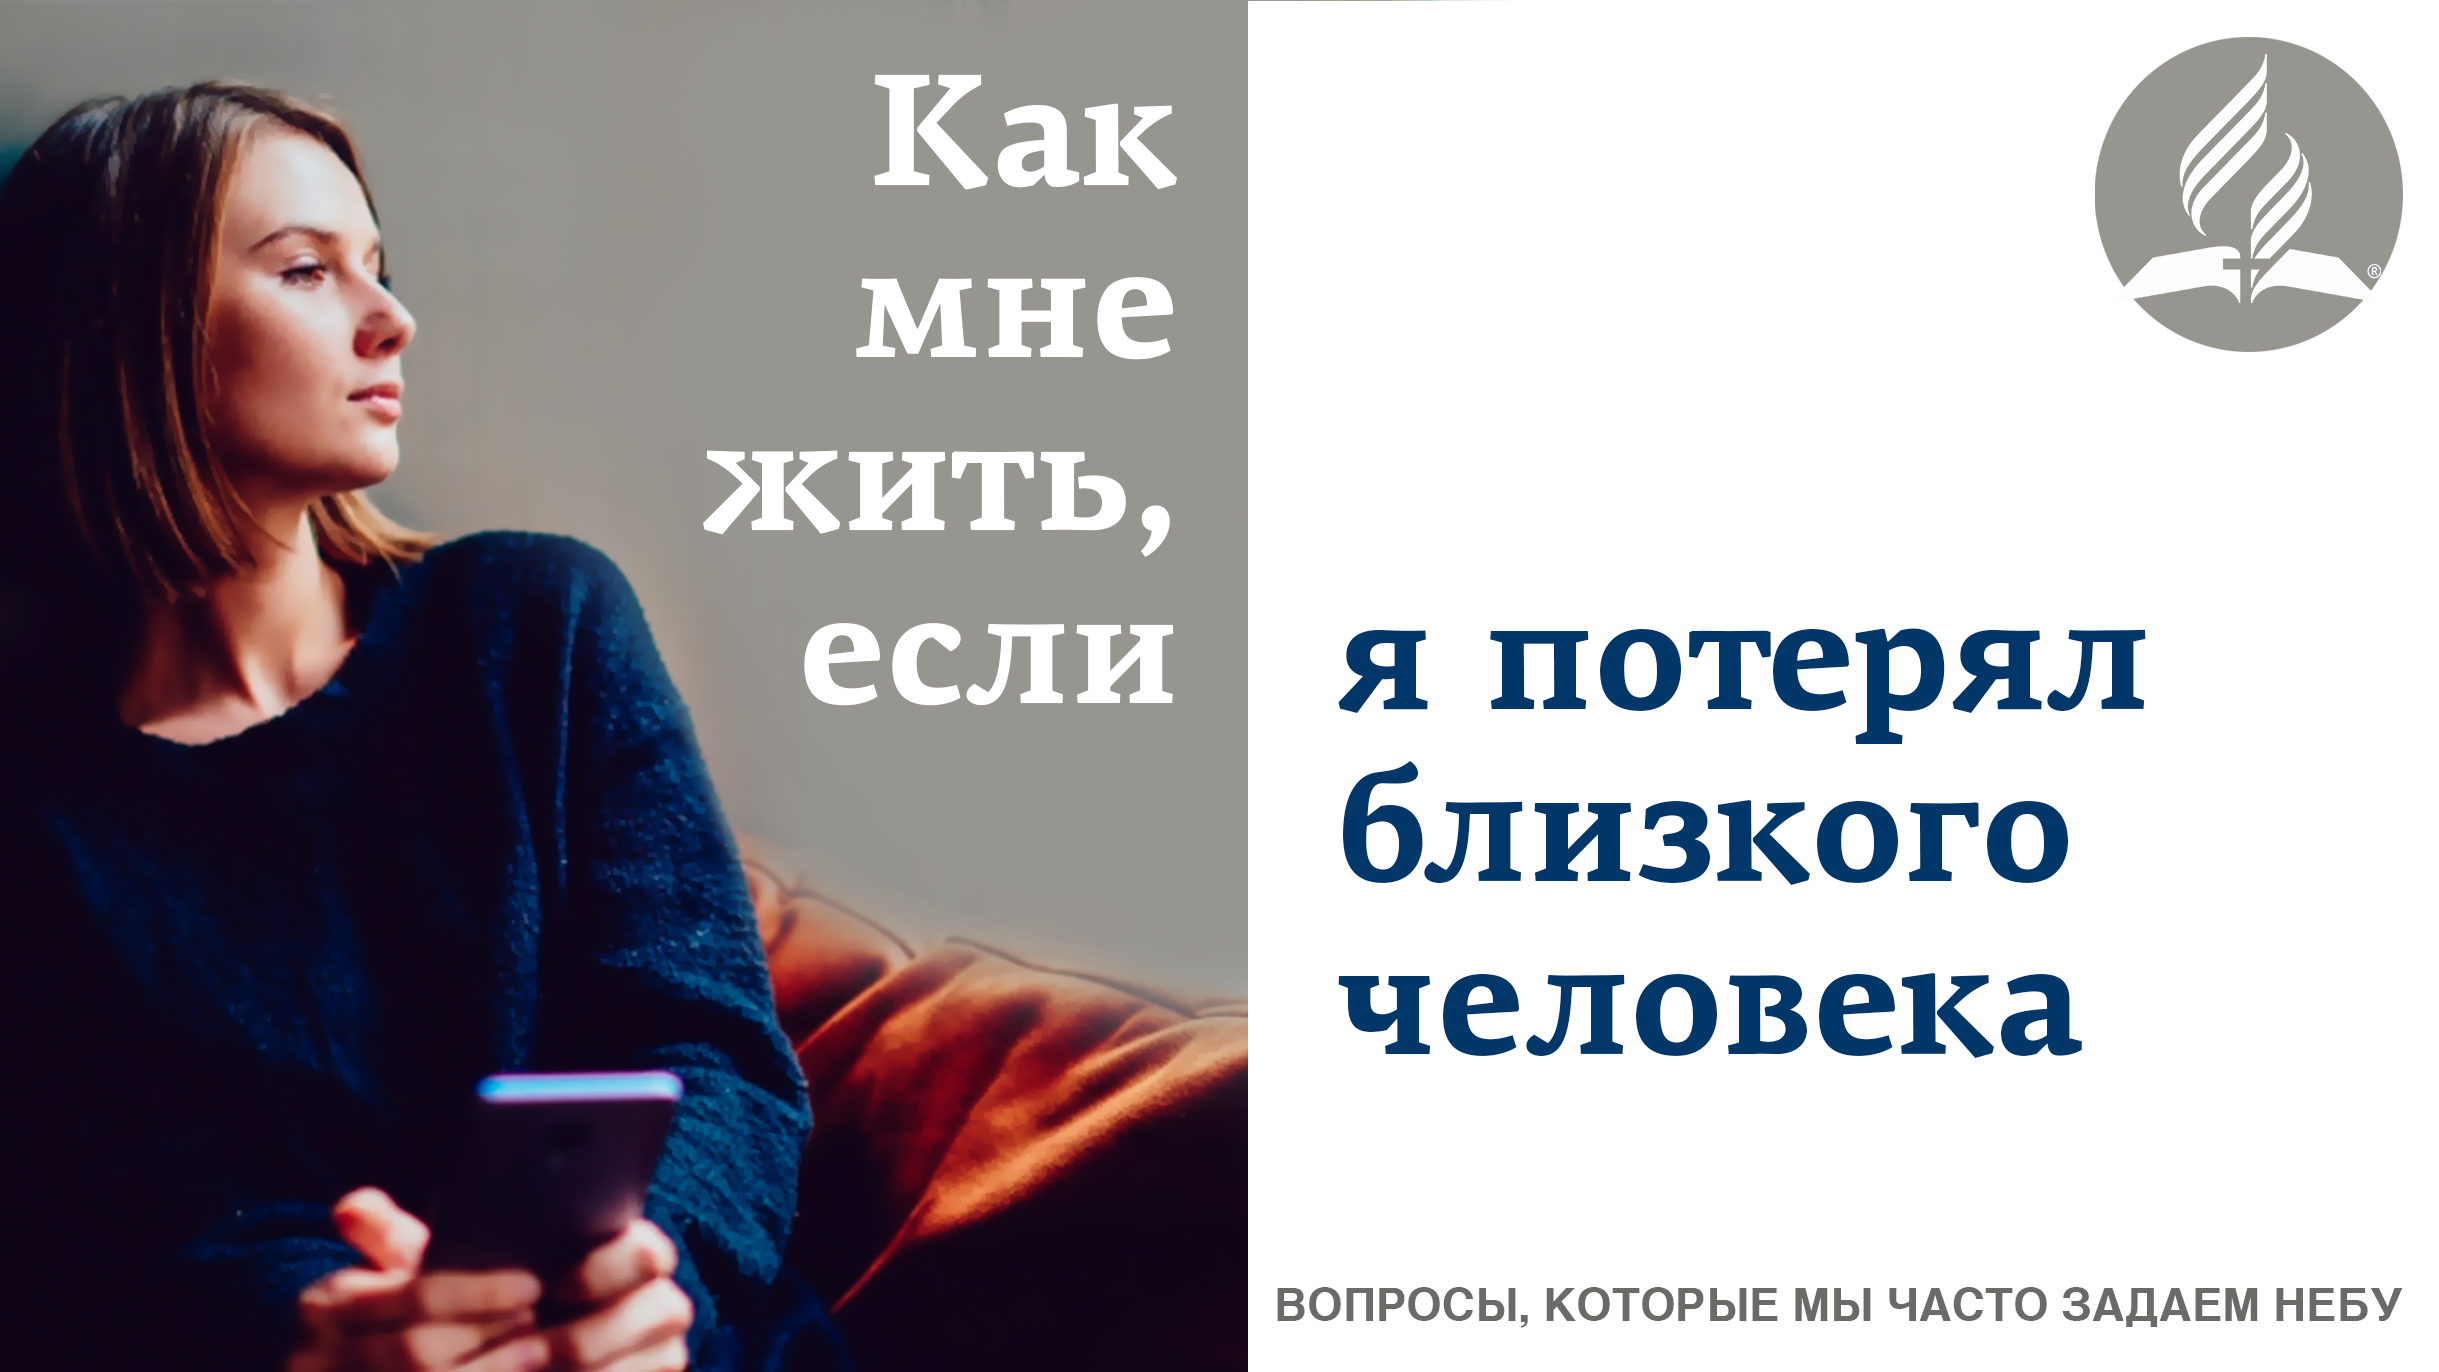 Как
мне
жить,
если
я потерял
близкого
человека
ВОПРОСЫ, КОТОРЫЕ МЫ ЧАСТО ЗАДАЕМ НЕБУ
®